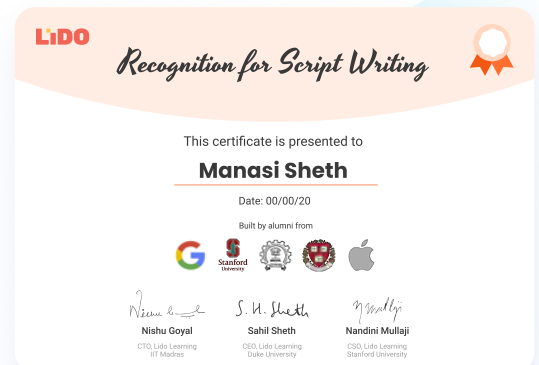 LiDO
Recognition for Script Writing
This certificate is presented to
Manasi Sheth
Date: 00/00/20
Built by alumni from
Stanford
University
S. H. Sheth
Nishu Goyal
Sahil Sheth
Nandini Mullaji
CTO, Lido Learning
IIT Madras
CEO, Lido Learning
Duke University
CSO, Lido Learning
Stanford University